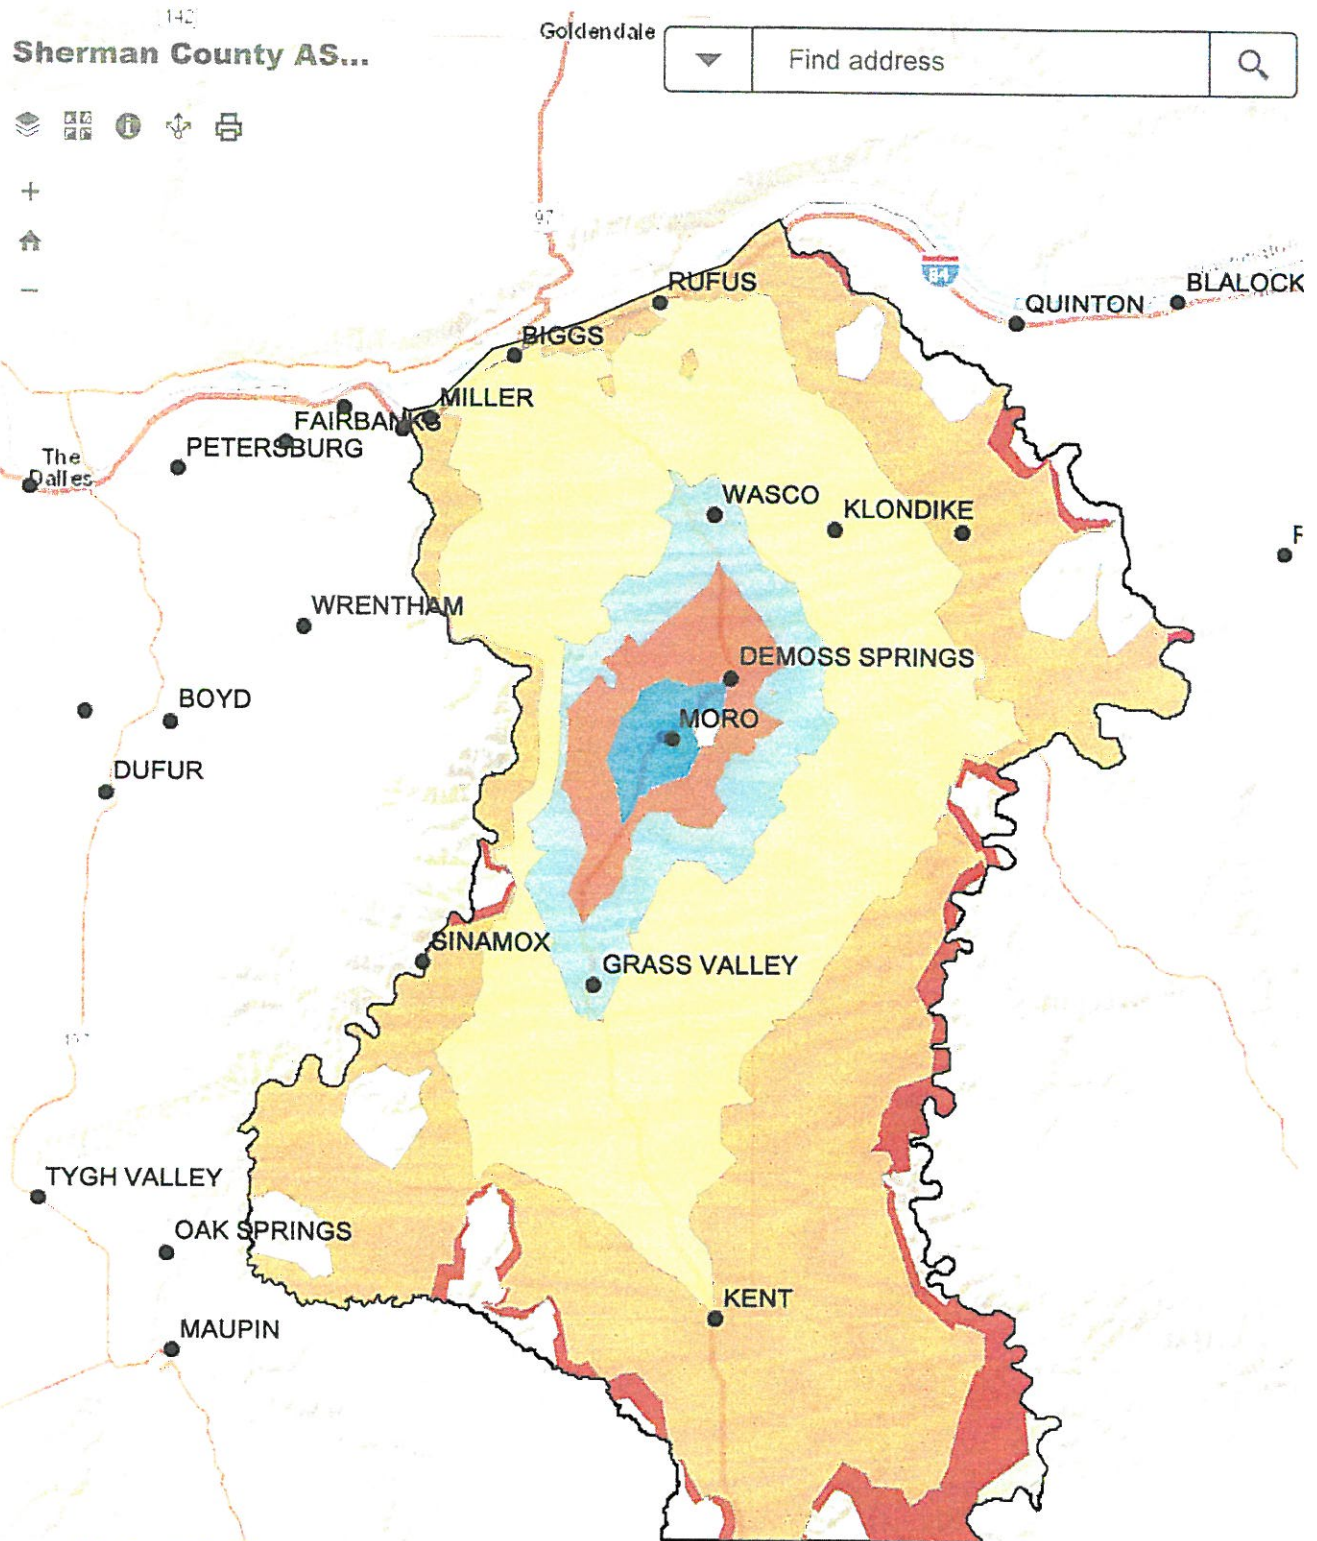 142
Sherman County AS...
Goldendale
Find address
97
84
RUFUS
BLALOCK
QUINTON
BIGGS
MILLER
FAIRBANKS
PETERSBURG
The
Dalles
WASCO
KLONDIKE
F
WRENTHAM
DEMOSS SPRINGS
BOYD
MORO
DUFUR
SINAMOX
GRASS VALLEY
197
TYGH VALLEY
OAK SPRINGS
KENT
MAUPIN